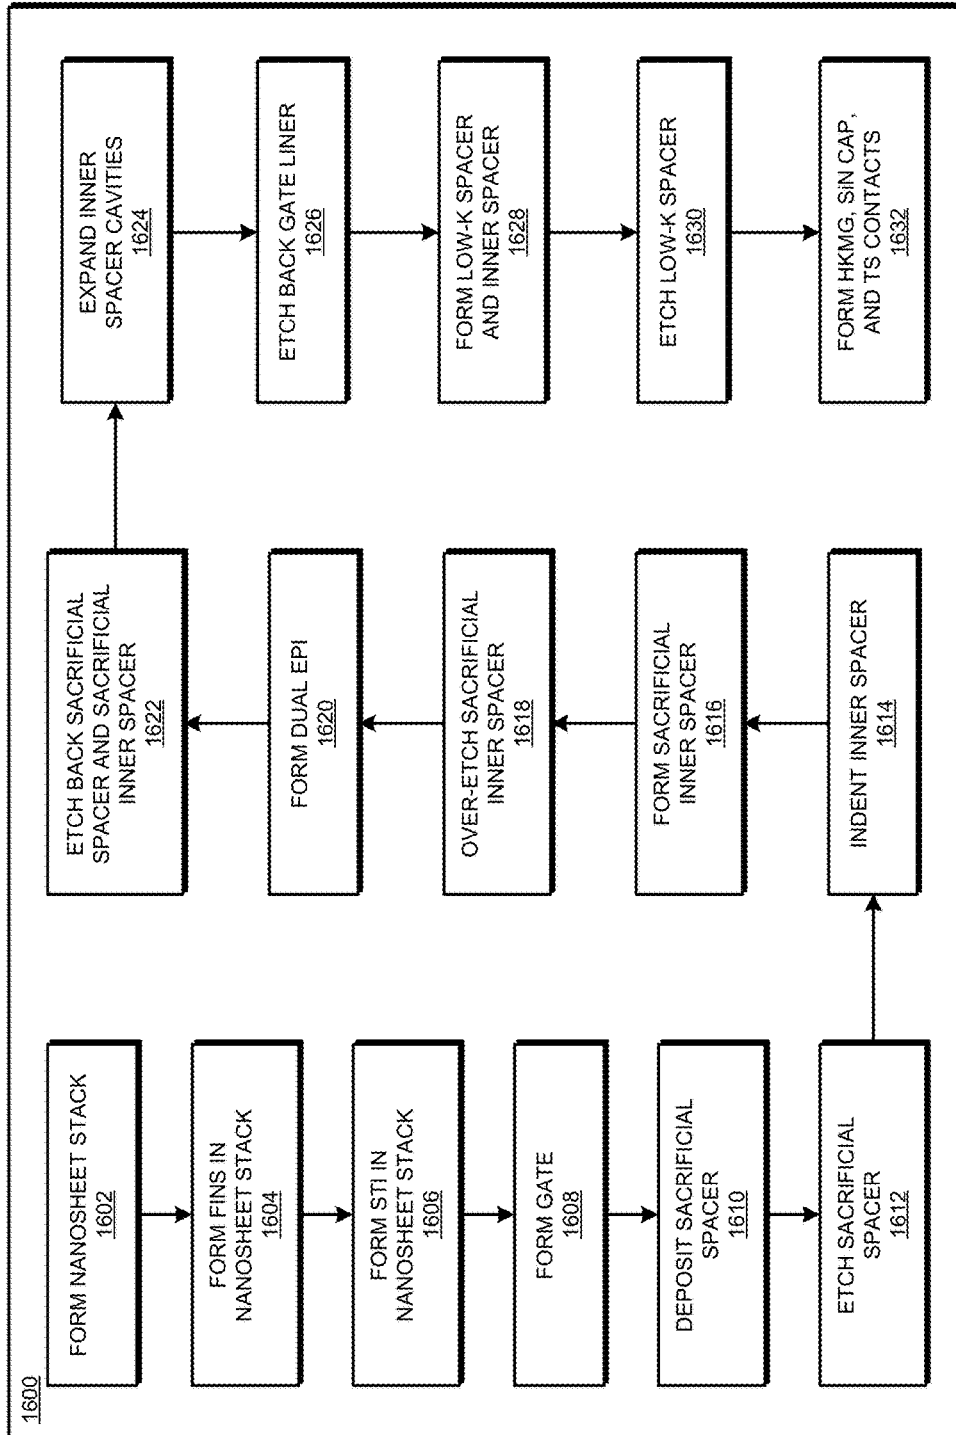 1600
FORM NANOSHEET STACK
1602
FORM FINS IN
NANOSHEET STACK
1604
FORM STI IN
NANOSHEET STACK
1606
FORM GATE
1608
DEPOSIT SACRIFICIAL
SPACER
1610
ETCH SACRIFICIAL
SPACER
1612
INDENT INNER SPACER
1614
FORM SACRIFICIAL
INNER SPACER
1616
OVER-ETCH SACRIFICIAL
INNER SPACER
1618
FORM DUAL EPI
1620
ETCH BACK SACRIFICIAL
SPACER AND SACRIFICIAL
INNER SPACER
1622
EXPAND INNER
SPACER CAVITIES
1624
ETCH BACK GATE LINER
1626
FORM LOW-K SPACER
AND INNER SPACER
1628
ETCH LOW-K SPACER
1630
FORM HKMG, SiN CAP,
AND TS CONTACTS
1632